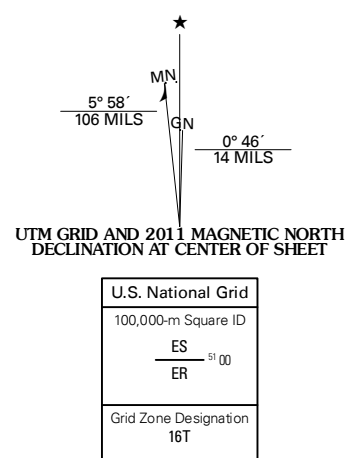 ★
MN.
5° 58´
106 MILS
GN
0° 46´
14 MILS
UTM GRID AND 2011 MAGNETIC NORTH
DECLINATION AT CENTER OF SHEET
U.S. National Grid
100,000-m Square ID
ES
51 00
ER
Grid Zone Designation
16T